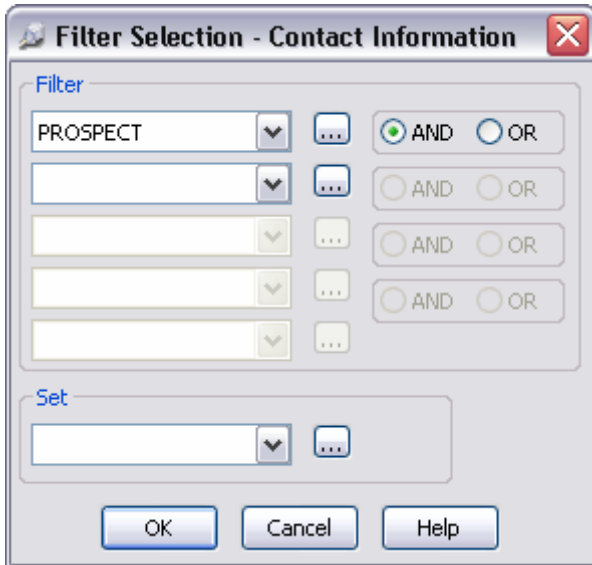 Filter Selection - Contact Information
Filter
PROSPECT ... AND OR
... AND OR
... AND OR
... AND OR
...
Set
...
OK Cancel Help